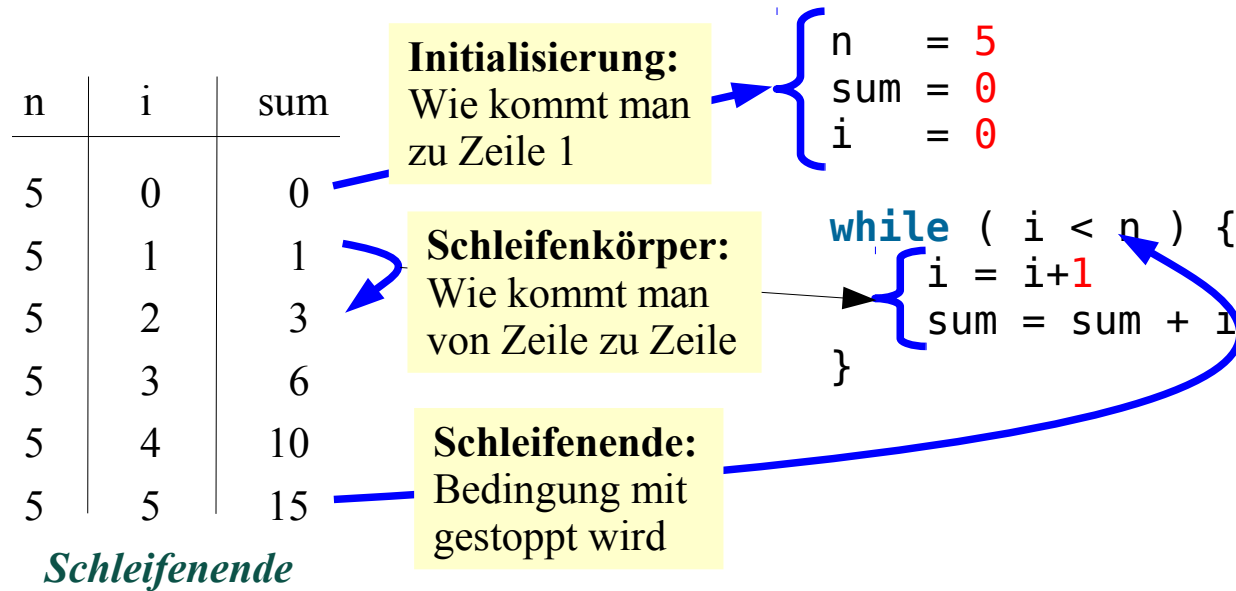 n i sum
5 0 0
5 1 1
5 2 3
5 3 6
5 4 10
5 5 15
Schleifenende
Initialisierung:
Wie kommt man
zu Zeile 1
Schleifenkörper:
Wie kommt man
von Zeile zu Zeile
Schleifenende:
Bedingung mit
gestoppt wird
n = 5
sum = 0
i = 0
while ( i < n ) {
i = i+1
sum = sum + i
}